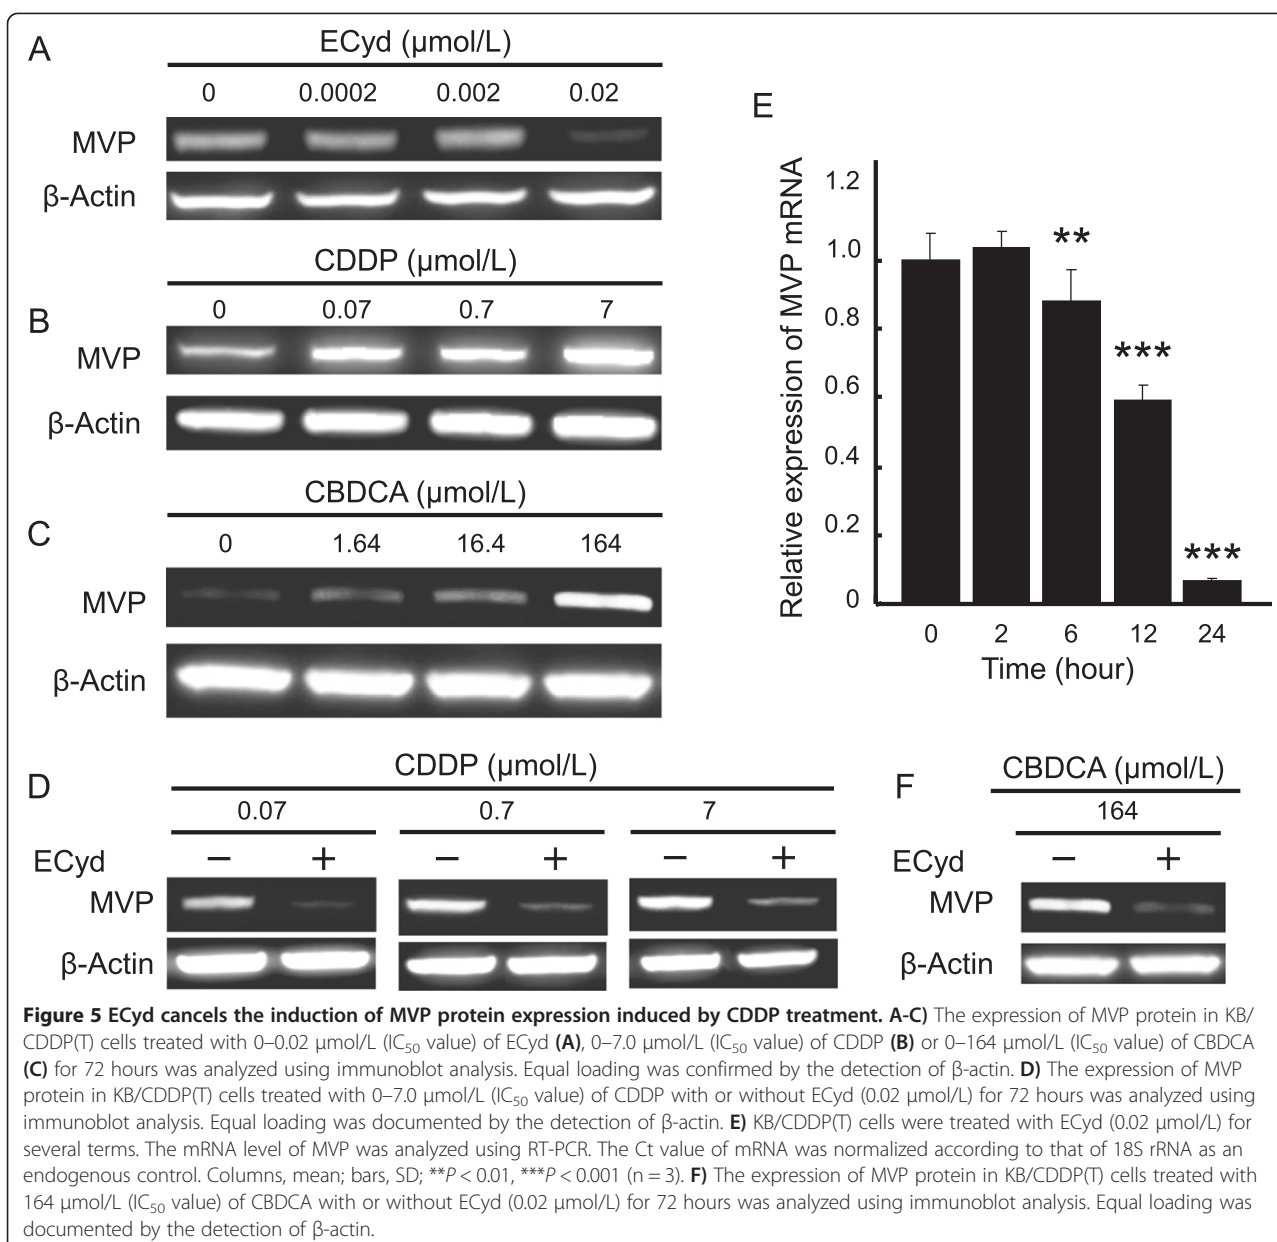 A
ECyd (μmol/L)
0 0.0002 0.002 0.02
MVP
β-Actin
CDDP (μmol/L)
B
0 0.07 0.7 7
MVP
β-Actin
CBDCA (μmol/L)
C
0 1.64 16.4 164
MVP
β-Actin
E
Relative expression of MVP mRNA
1.2
1.0
0.8
0.6
0.4
0.2
0
**
***
***
0 2 6 12 24
Time (hour)
D
CDDP (μmol/L)
0.07 0.7 7
ECyd − + − + − +
MVP
β-Actin
F
CBDCA (μmol/L)
164
ECyd − +
MVP
β-Actin
Figure 5 ECyd cancels the induction of MVP protein expression induced by CDDP treatment. A-C) The expression of MVP protein in KB/
CDDP(T) cells treated with 0–0.02 μmol/L (IC50 value) of ECyd (A), 0–7.0 μmol/L (IC50 value) of CDDP (B) or 0–164 μmol/L (IC50 value) of CBDCA
(C) for 72 hours was analyzed using immunoblot analysis. Equal loading was confirmed by the detection of β-actin. D) The expression of MVP
protein in KB/CDDP(T) cells treated with 0–7.0 μmol/L (IC50 value) of CDDP with or without ECyd (0.02 μmol/L) for 72 hours was analyzed using
immunoblot analysis. Equal loading was documented by the detection of β-actin. E) KB/CDDP(T) cells were treated with ECyd (0.02 μmol/L) for
several terms. The mRNA level of MVP was analyzed using RT-PCR. The Ct value of mRNA was normalized according to that of 18S rRNA as an
endogenous control. Columns, mean; bars, SD; **P < 0.01, ***P < 0.001 (n = 3). F) The expression of MVP protein in KB/CDDP(T) cells treated with
164 μmol/L (IC50 value) of CBDCA with or without ECyd (0.02 μmol/L) for 72 hours was analyzed using immunoblot analysis. Equal loading was
documented by the detection of β-actin.